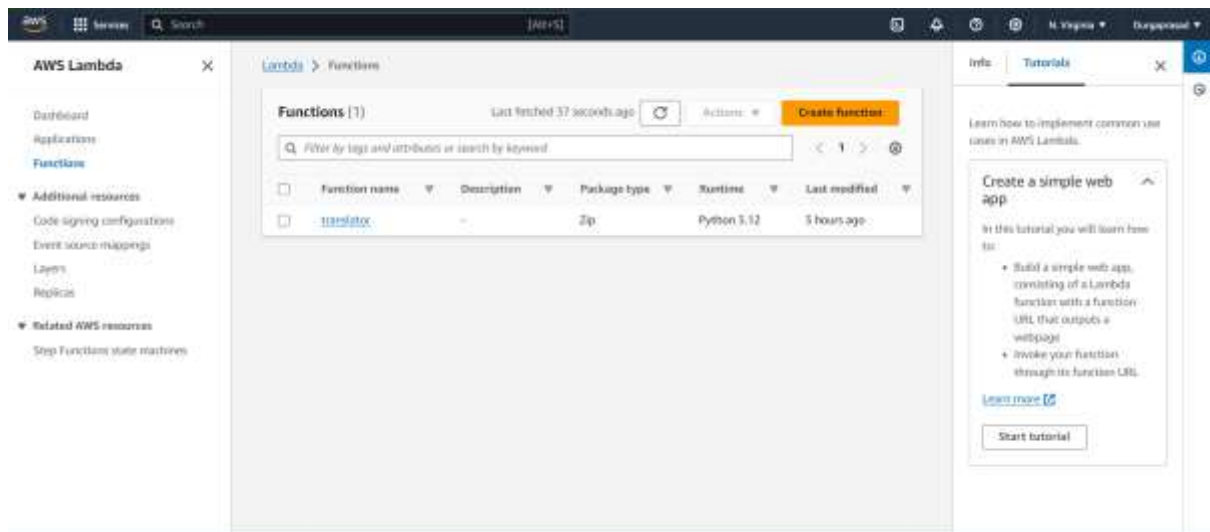 aws
Services
Search
[Alt+S]
N. Virginia
Durgaprasad
AWS Lambda
Dashboard
Applications
Functions
Additional resources
Code signing configurations
Event source mappings
Layers
Replicas
Related AWS resources
Step Functions state machines
Lambda > Functions
Functions (1)
Last fetched 37 seconds ago
Actions
Create function
Filter by tags and attributes or search by keyword
1
Function name Description Package type Runtime Last modified
translator - Zip Python 3.12 3 hours ago
Info
Tutorials
Learn how to implement common use
cases in AWS Lambda.
Create a simple web
app
In this tutorial you will learn how
to:
• Build a simple web app,
consisting of a Lambda
function with a function
URL that outputs a
webpage
• Invoke your function
through its function URL
Learn more
Start tutorial